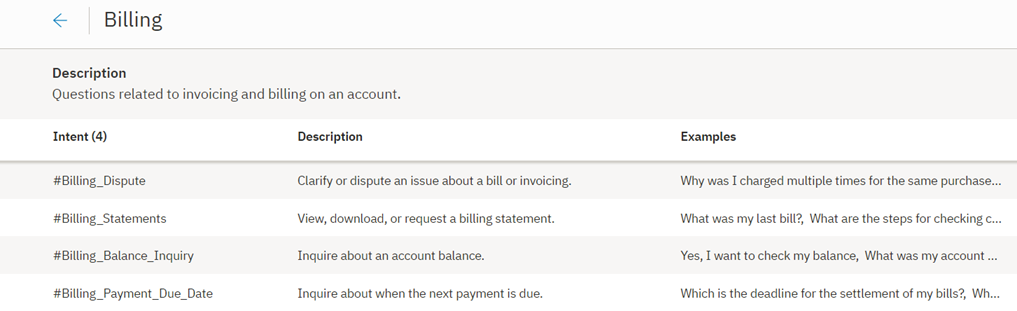 Billing
Description
Questions related to invoicing and billing on an account.
Intent (4) Description Examples
#Billing_Dispute Clarify or dispute an issue about a bill or invoicing. Why was I charged multiple times for the same purchase...
#Billing_Statements View, download, or request a billing statement. What was my last bill?, What are the steps for checking c...
#Billing_Balance_Inquiry Inquire about an account balance. Yes, I want to check my balance, What was my account ...
#Billing_Payment_Due_Date Inquire about when the next payment is due. Which is the deadline for the settlement of my bills?, Wh...